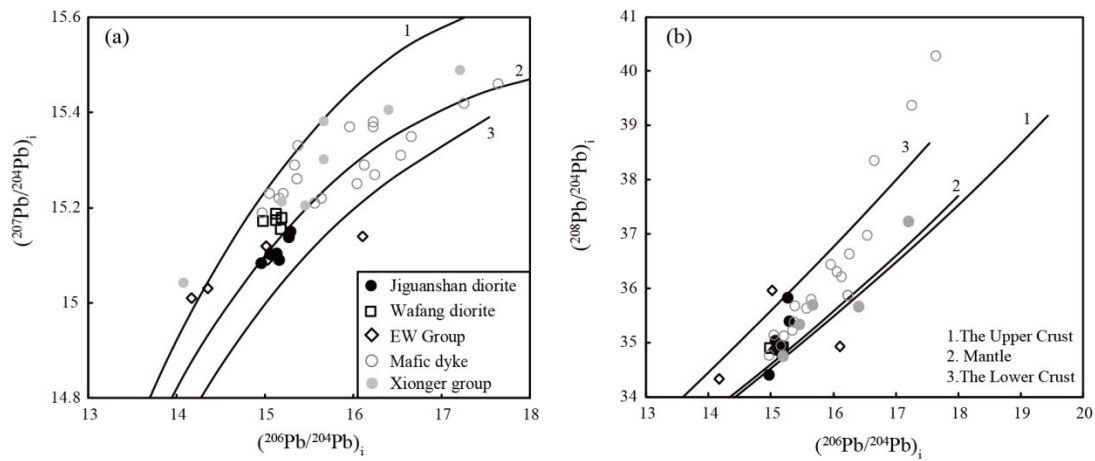 (a)
15.6
15.4
15.2
15
14.8
(²⁰⁷Pb/²⁰⁴Pb)ᵢ
1
2
3
Jiguanshan diorite
Wafang diorite
EW Group
Mafic dyke
Xionger group
13
14
15
16
17
18
(²⁰⁶Pb/²⁰⁴Pb)ᵢ
(b)
41
40
39
38
37
36
35
34
(²⁰⁸Pb/²⁰⁴Pb)ᵢ
1
3
2
1.The Upper Crust
2. Mantle
3.The Lower Crust
13
14
15
16
17
18
19
20
(²⁰⁶Pb/²⁰⁴Pb)ᵢ